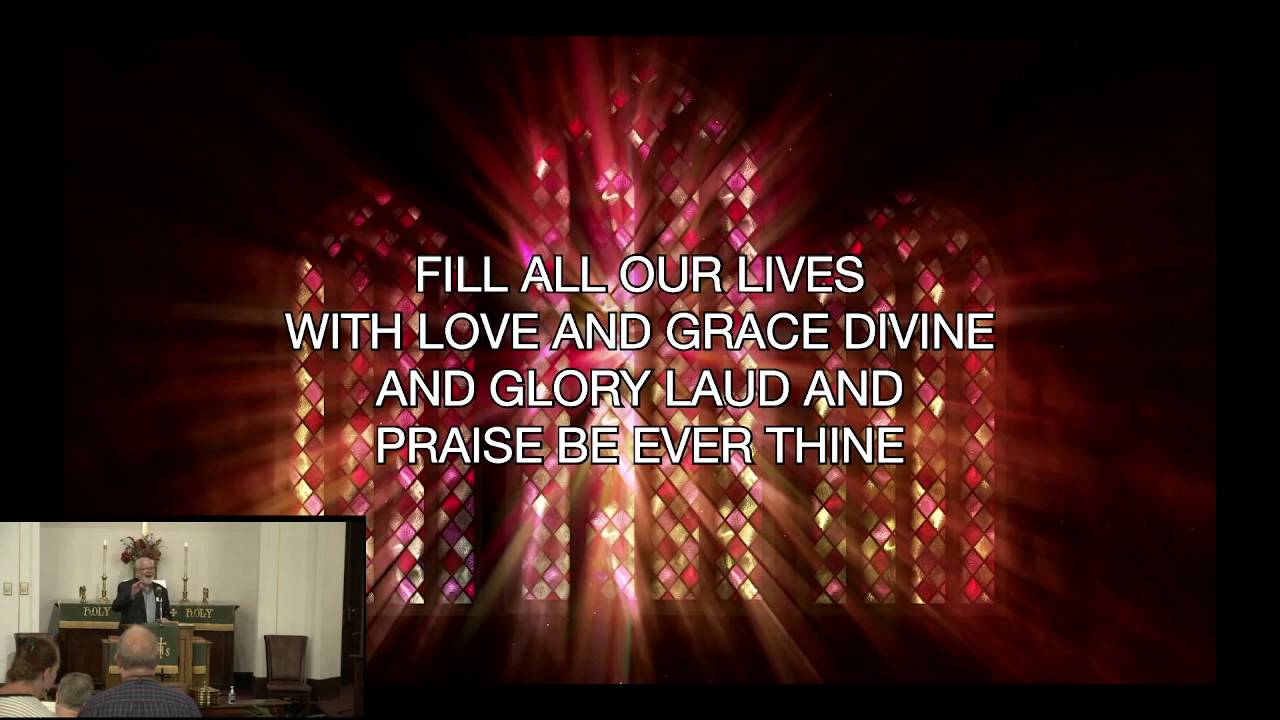 FILL ALL OUR LIVES
WITH LOVE AND GRACE DIVINE
AND GLORY LAUD AND
PRAISE BE EVER THINE
HOLY HOLY